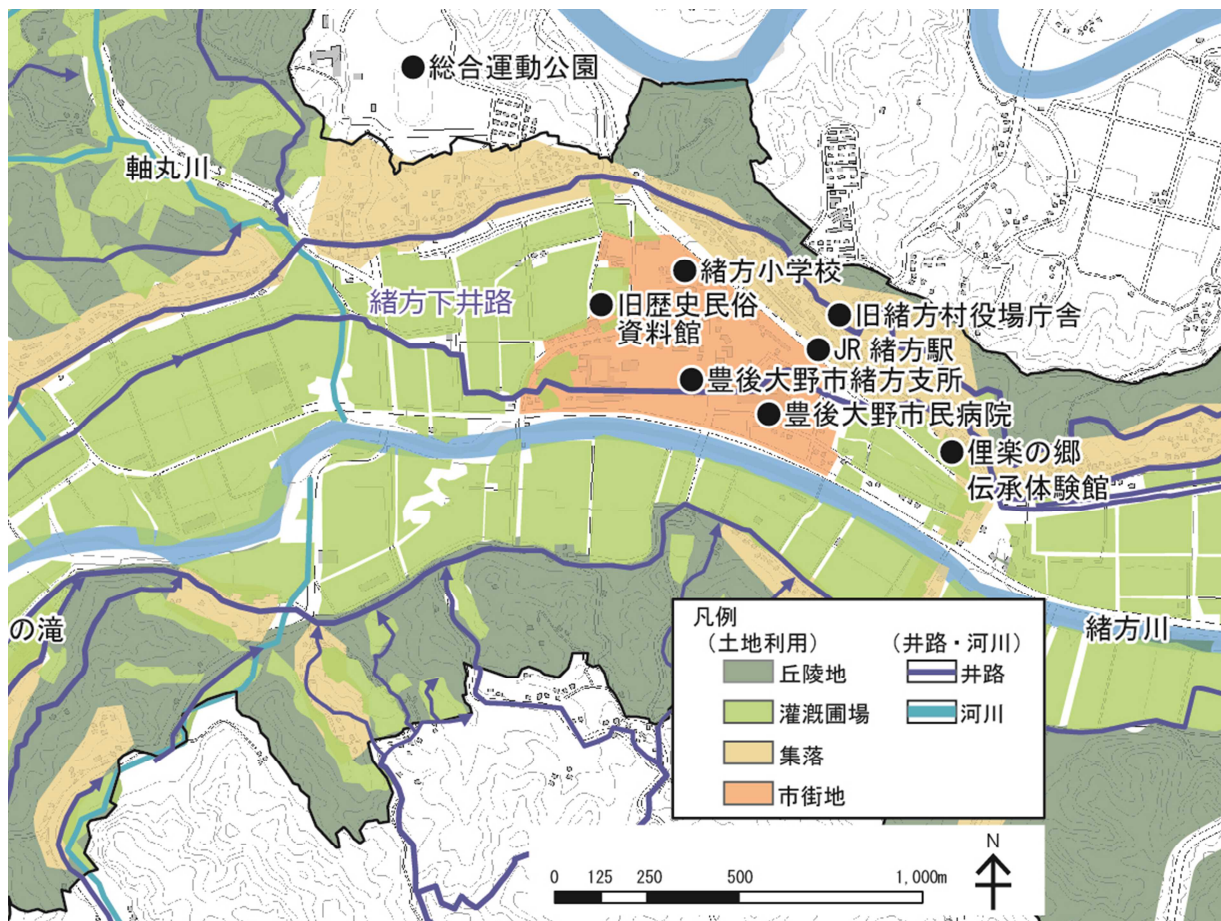 総合運動公園
軸丸川
緒方小学校
緒方下井路
旧歴史民俗
資料館
旧緒方村役場庁舎
JR 緒方駅
豊後大野市緒方支所
豊後大野市民病院
俚楽の郷
伝承体験館
の滝
緒方川
凡例
（土地利用）
（井路・河川）
丘陵地
井路
灌漑圃場
河川
集落
市街地
N
0 125 250 500 1,000m